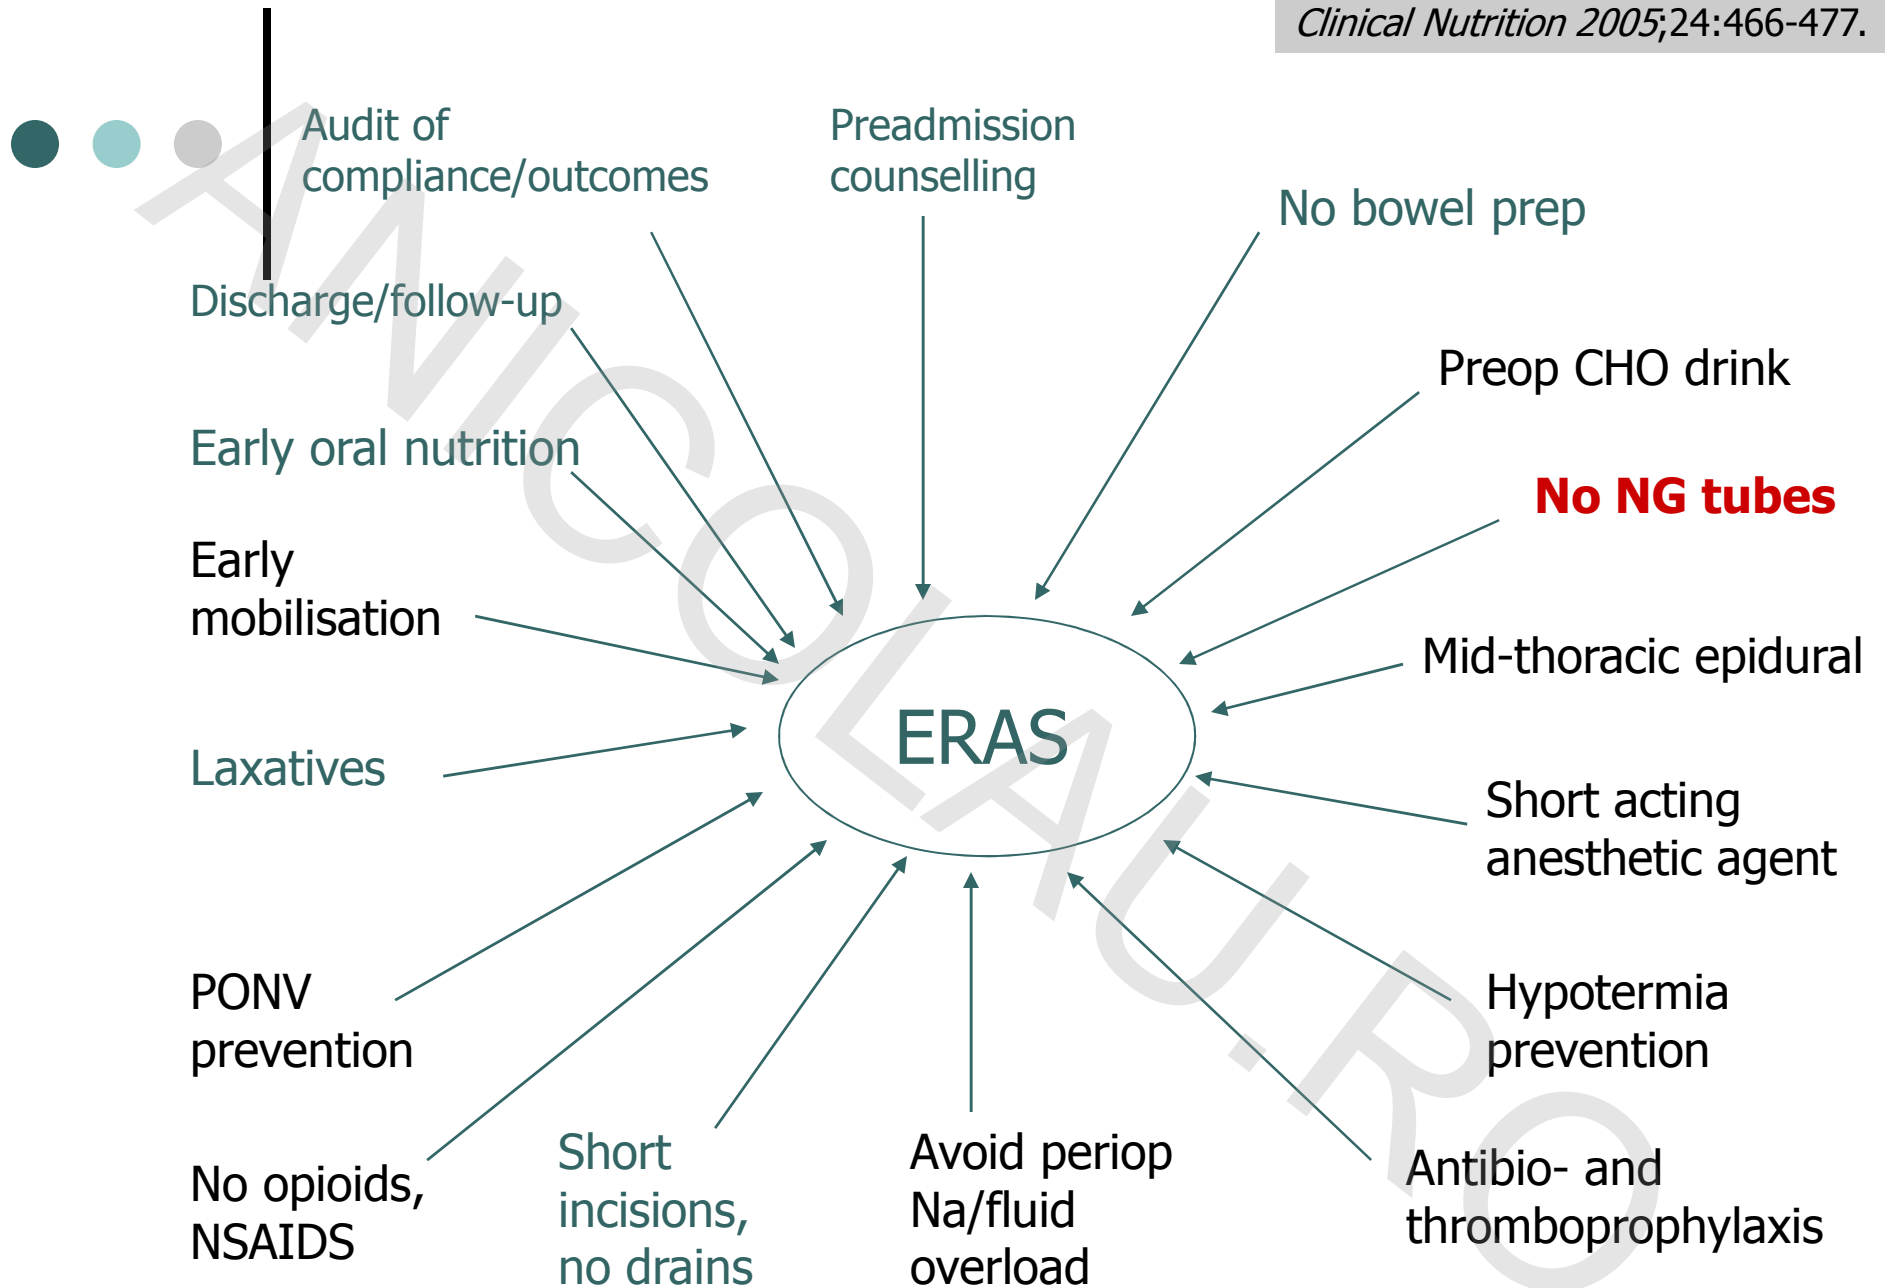 Clinical Nutrition 2005;24:466-477.
Audit of
compliance/outcomes
Preadmission
counselling
No bowel prep
Discharge/follow-up
Preop CHO drink
Early oral nutrition
No NG tubes
Early
mobilisation
Mid-thoracic epidural
ERAS
Laxatives
Short acting
anesthetic agent
PONV
prevention
Hypotermia
prevention
No opioids,
NSAIDS
Short
incisions,
no drains
Avoid periop
Na/fluid
overload
Antibio- and
thromboprophylaxis
ANICOLAU.RO